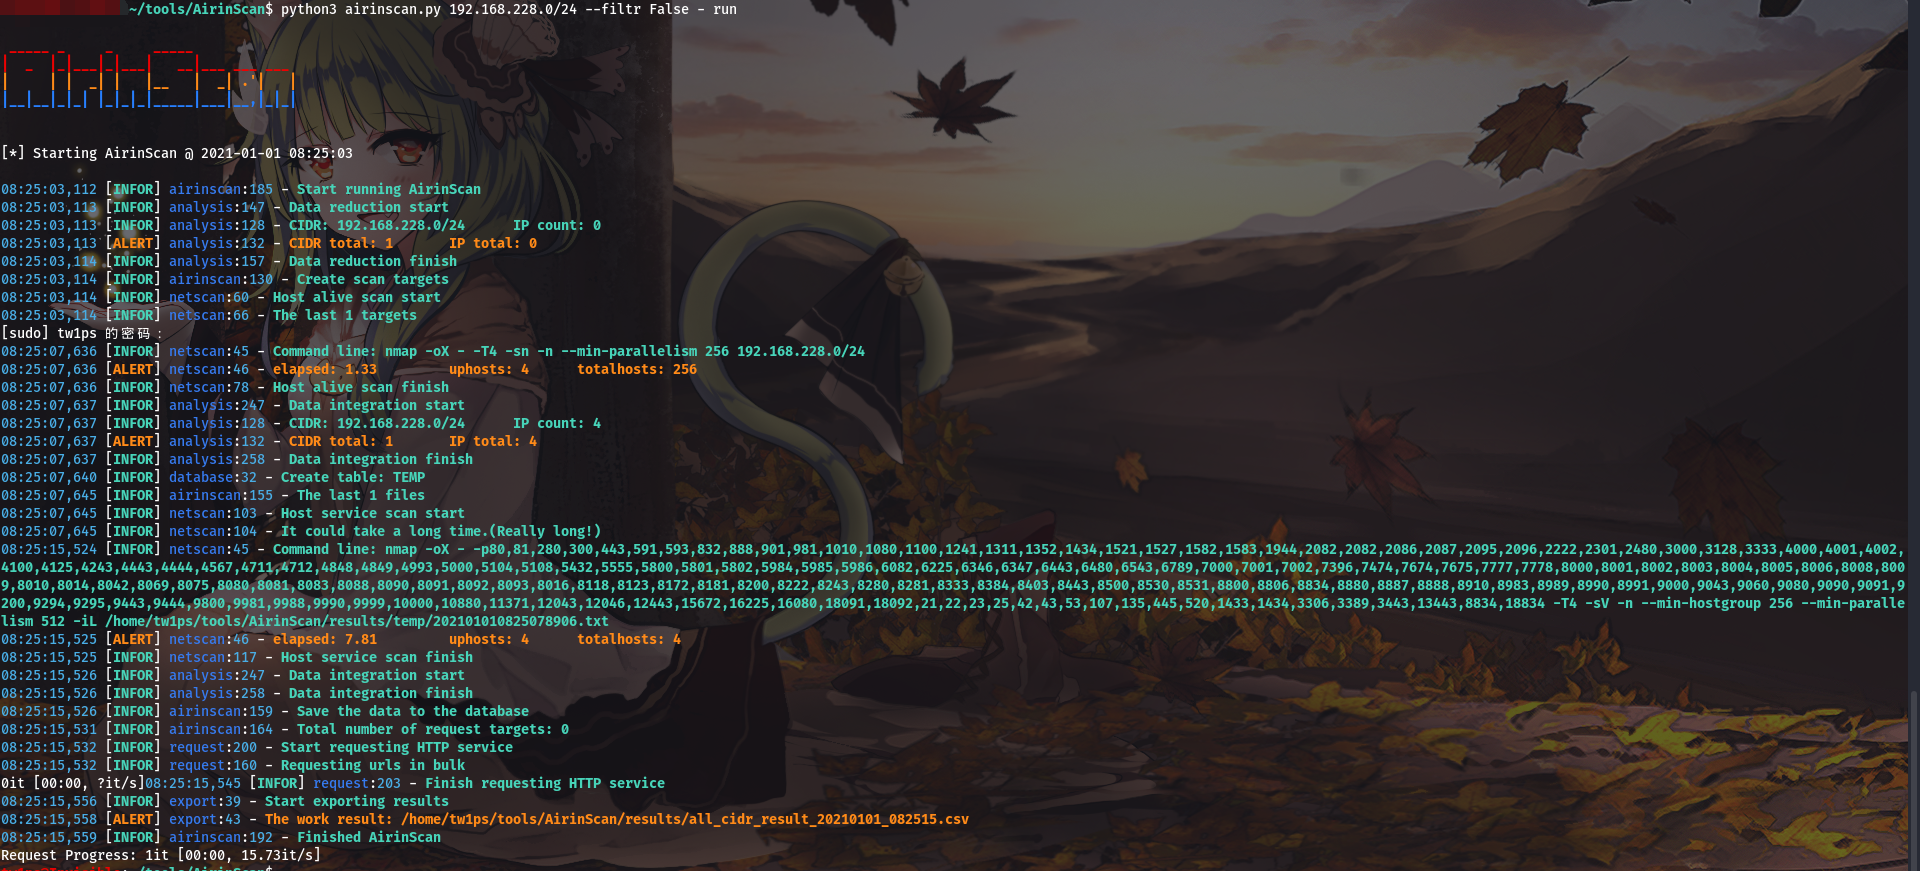 ~/tools/AirinScan$ python3 airinscan.py 192.168.228.0/24 --filtr False - run
[*] Starting AirinScan @ 2021-01-01 08:25:03
08:25:03,112 [INFOR] airinscan:185 - Start running AirinScan
08:25:03,113 [INFOR] analysis:147 - Data reduction start
08:25:03,113 [INFOR] analysis:128 - CIDR: 192.168.228.0/24 IP count: 0
08:25:03,113 [ALERT] analysis:132 - CIDR total: 1 IP total: 0
08:25:03,114 [INFOR] analysis:157 - Data reduction finish
08:25:03,114 [INFOR] airinscan:130 - Create scan targets
08:25:03,114 [INFOR] netscan:60 - Host alive scan start
08:25:03,114 [INFOR] netscan:66 - The last 1 targets
[sudo] tw1ps 的密码：
08:25:07,636 [INFOR] netscan:45 - Command line: nmap -oX - -T4 -sn -n --min-parallelism 256 192.168.228.0/24
08:25:07,636 [ALERT] netscan:46 - elapsed: 1.33 uphosts: 4 totalhosts: 256
08:25:07,636 [INFOR] netscan:78 - Host alive scan finish
08:25:07,637 [INFOR] analysis:247 - Data integration start
08:25:07,637 [INFOR] analysis:128 - CIDR: 192.168.228.0/24 IP count: 4
08:25:07,637 [ALERT] analysis:132 - CIDR total: 1 IP total: 4
08:25:07,637 [INFOR] analysis:258 - Data integration finish
08:25:07,640 [INFOR] database:32 - Create table: TEMP
08:25:07,645 [INFOR] airinscan:155 - The last 1 files
08:25:07,645 [INFOR] netscan:103 - Host service scan start
08:25:07,645 [INFOR] netscan:104 - It could take a long time.(Really long!)
08:25:15,524 [INFOR] netscan:45 - Command line: nmap -oX - -p80,81,280,300,443,591,593,832,888,901,981,1010,1080,1100,1241,1311,1352,1434,1521,1527,1582,1583,1944,2082,2082,2086,2087,2095,2096,2222,2301,2480,3000,3128,3333,4000,4001,4002,
4100,4125,4243,4443,4444,4567,4711,4712,4848,4849,4993,5000,5104,5108,5432,5555,5800,5801,5802,5984,5985,5986,6082,6225,6346,6347,6443,6480,6543,6789,7000,7001,7002,7396,7474,7674,7675,7777,7778,8000,8001,8002,8003,8004,8005,8006,8008,800
9,8010,8014,8042,8069,8075,8080,8081,8083,8088,8090,8091,8092,8093,8016,8118,8123,8172,8181,8200,8222,8243,8280,8281,8333,8384,8403,8443,8500,8530,8531,8800,8806,8834,8880,8887,8888,8910,8983,8989,8990,8991,9000,9043,9060,9080,9090,9091,9
200,9294,9295,9443,9444,9800,9981,9988,9990,9999,10000,10880,11371,12043,12046,12443,15672,16225,16080,18091,18092,21,22,23,25,42,43,53,107,135,445,520,1433,1434,3306,3389,3443,13443,8834,18834 -T4 -sV -n --min-hostgroup 256 --min-paralle
lism 512 -iL /home/tw1ps/tools/AirinScan/results/temp/202101010825078906.txt
08:25:15,525 [ALERT] netscan:46 - elapsed: 7.81 uphosts: 4 totalhosts: 4
08:25:15,525 [INFOR] netscan:117 - Host service scan finish
08:25:15,526 [INFOR] analysis:247 - Data integration start
08:25:15,526 [INFOR] analysis:258 - Data integration finish
08:25:15,526 [INFOR] airinscan:159 - Save the data to the database
08:25:15,531 [INFOR] airinscan:164 - Total number of request targets: 0
08:25:15,532 [INFOR] request:200 - Start requesting HTTP service
08:25:15,532 [INFOR] request:160 - Requesting urls in bulk
0it [00:00, ?it/s]08:25:15,545 [INFOR] request:203 - Finish requesting HTTP service
08:25:15,556 [INFOR] export:39 - Start exporting results
08:25:15,558 [ALERT] export:43 - The work result: /home/tw1ps/tools/AirinScan/results/all_cidr_result_20210101_082515.csv
08:25:15,559 [INFOR] airinscan:192 - Finished AirinScan
Request Progress: 1it [00:00, 15.73it/s]